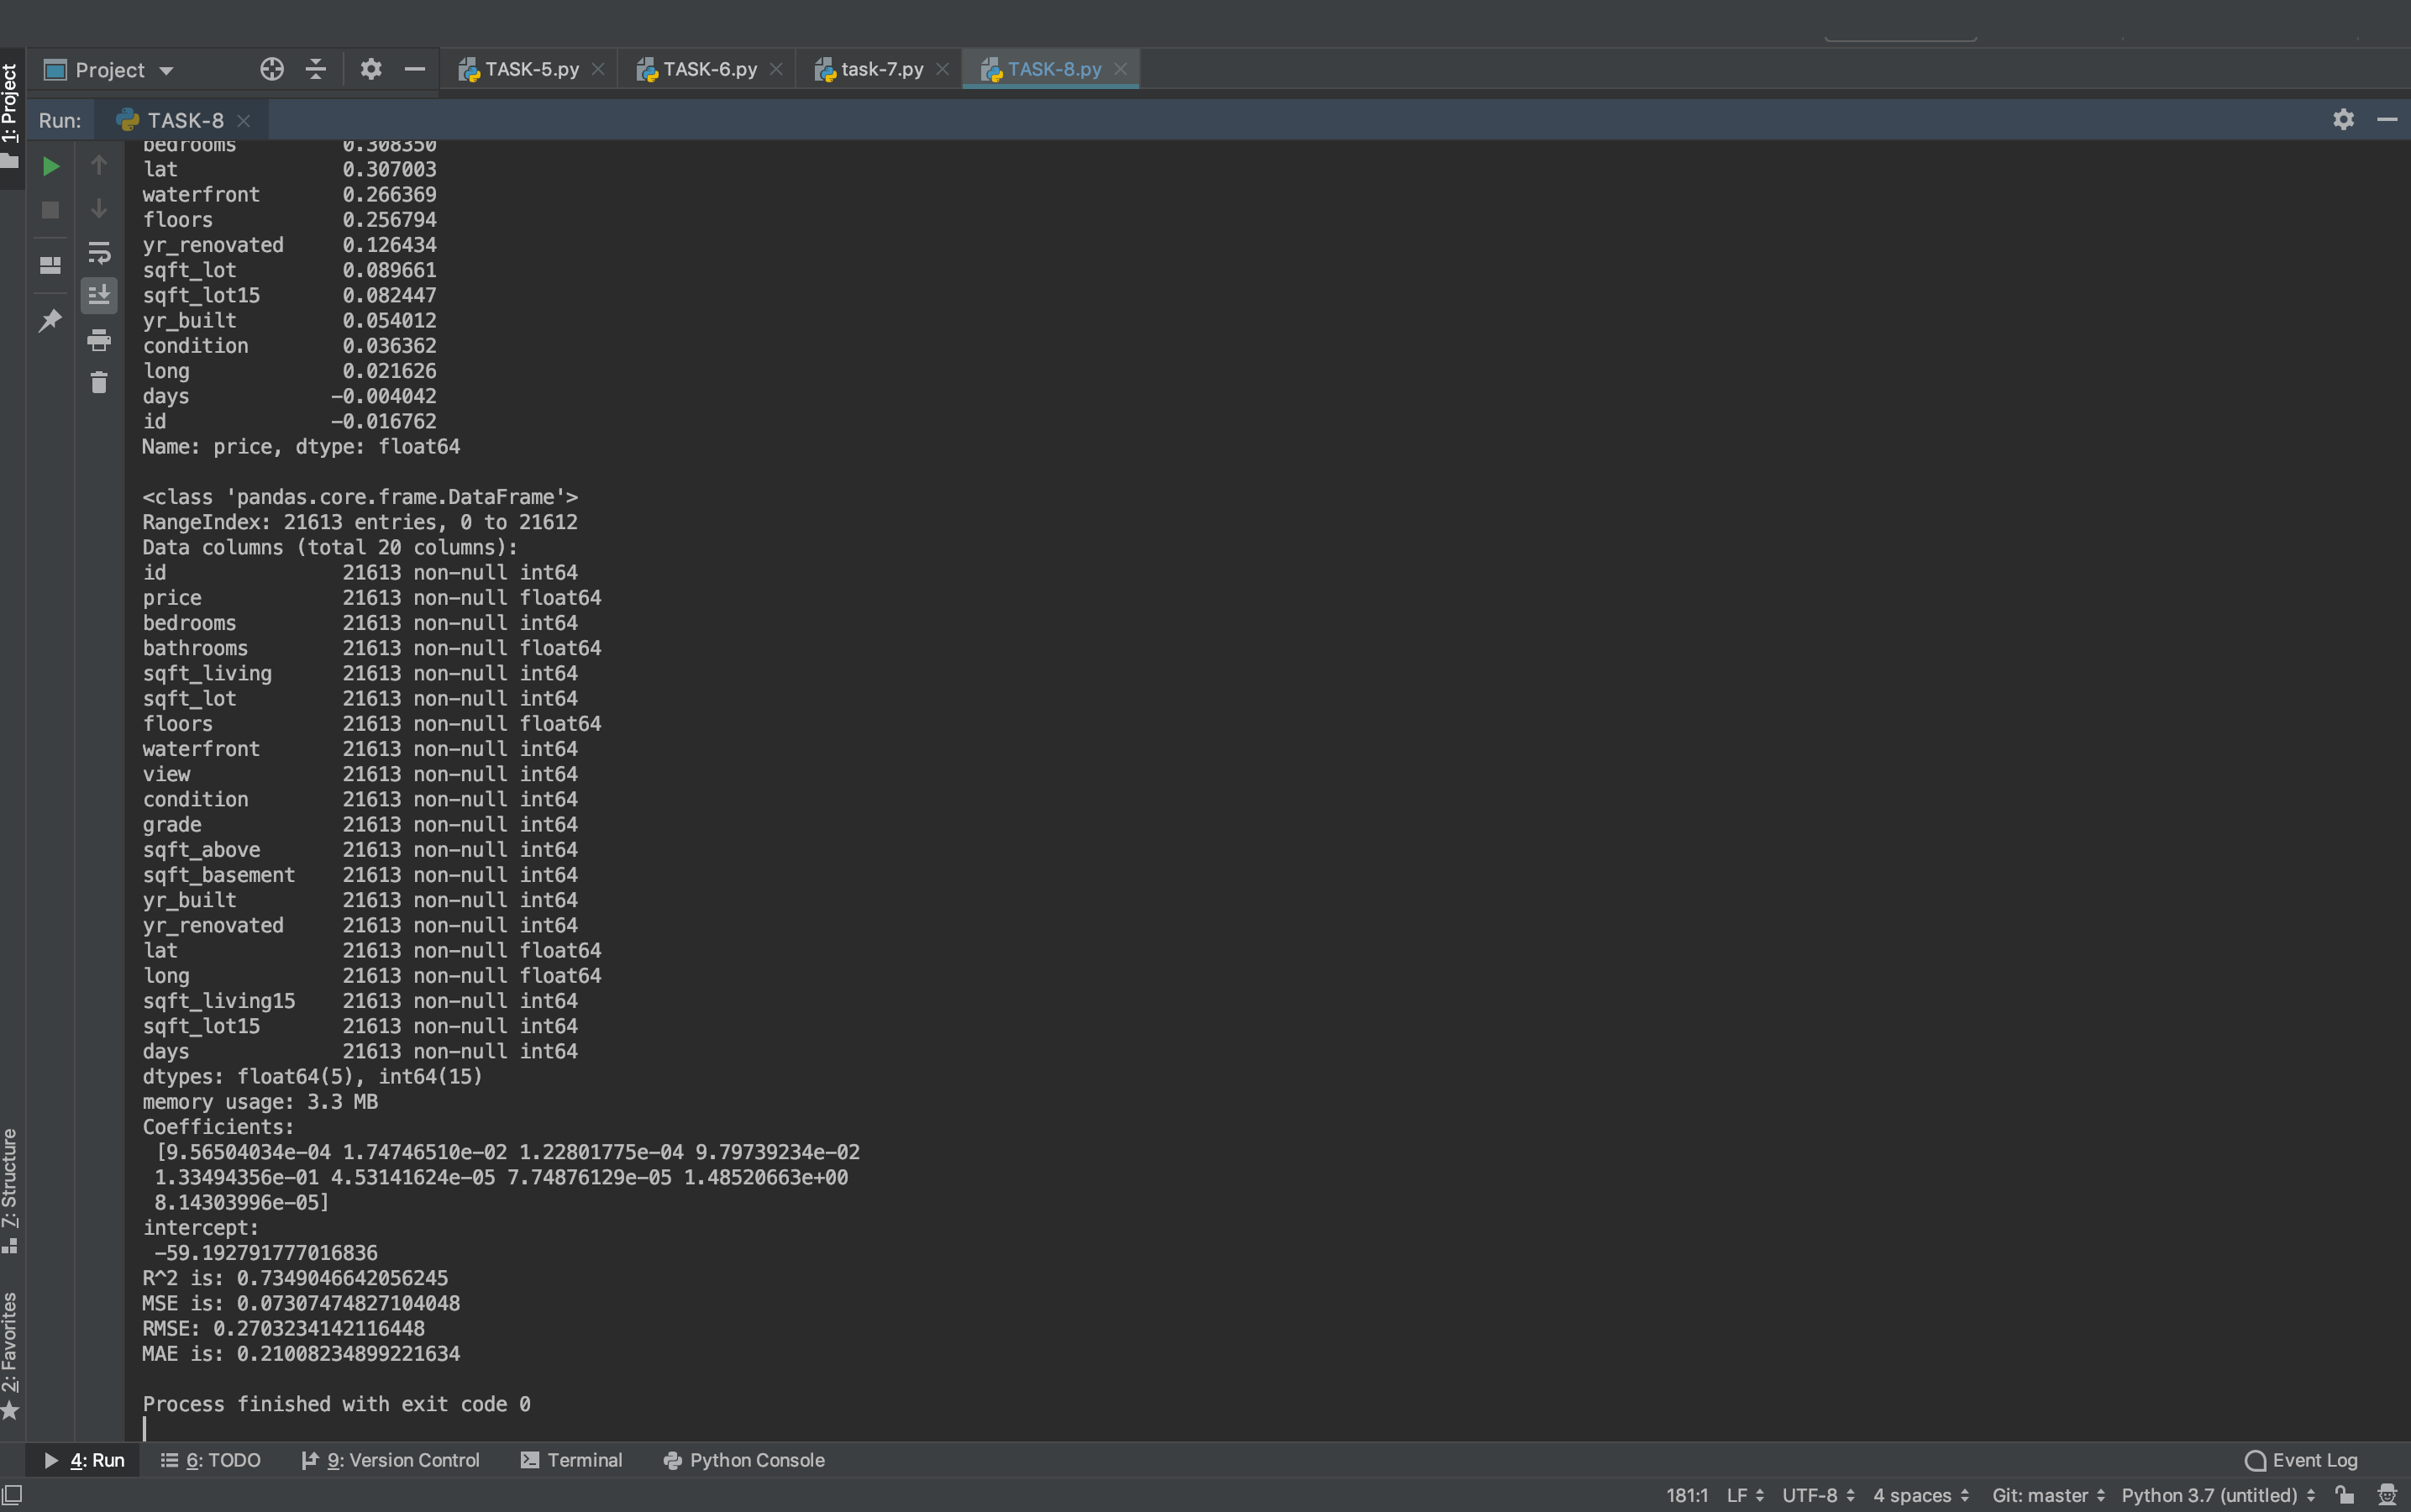 Project
TASK-5.py
TASK-6.py
task-7.py
TASK-8.py
1: Project
Run:
TASK-8
bedrooms 0.308350
lat 0.307003
waterfront 0.266369
floors 0.256794
yr_renovated 0.126434
sqft_lot 0.089661
sqft_lot15 0.082447
yr_built 0.054012
condition 0.036362
long 0.021626
days -0.004042
id -0.016762
Name: price, dtype: float64
<class 'pandas.core.frame.DataFrame'>
RangeIndex: 21613 entries, 0 to 21612
Data columns (total 20 columns):
id 21613 non-null int64
price 21613 non-null float64
bedrooms 21613 non-null int64
bathrooms 21613 non-null float64
sqft_living 21613 non-null int64
sqft_lot 21613 non-null int64
floors 21613 non-null float64
waterfront 21613 non-null int64
view 21613 non-null int64
condition 21613 non-null int64
grade 21613 non-null int64
sqft_above 21613 non-null int64
sqft_basement 21613 non-null int64
yr_built 21613 non-null int64
yr_renovated 21613 non-null int64
lat 21613 non-null float64
long 21613 non-null float64
sqft_living15 21613 non-null int64
sqft_lot15 21613 non-null int64
days 21613 non-null int64
dtypes: float64(5), int64(15)
memory usage: 3.3 MB
Coefficients:
[9.56504034e-04 1.74746510e-02 1.22801775e-04 9.79739234e-02
1.33494356e-01 4.53141624e-05 7.74876129e-05 1.48520663e+00
8.14303996e-05]
intercept:
-59.192791777016836
R^2 is: 0.7349046642056245
MSE is: 0.07307474827104048
RMSE: 0.2703234142116448
MAE is: 0.21008234899221634
Process finished with exit code 0
7: Structure
2: Favorites
4: Run
6: TODO
9: Version Control
Terminal
Python Console
Event Log
181:1 LF UTF-8 4 spaces Git: master Python 3.7 (untitled)